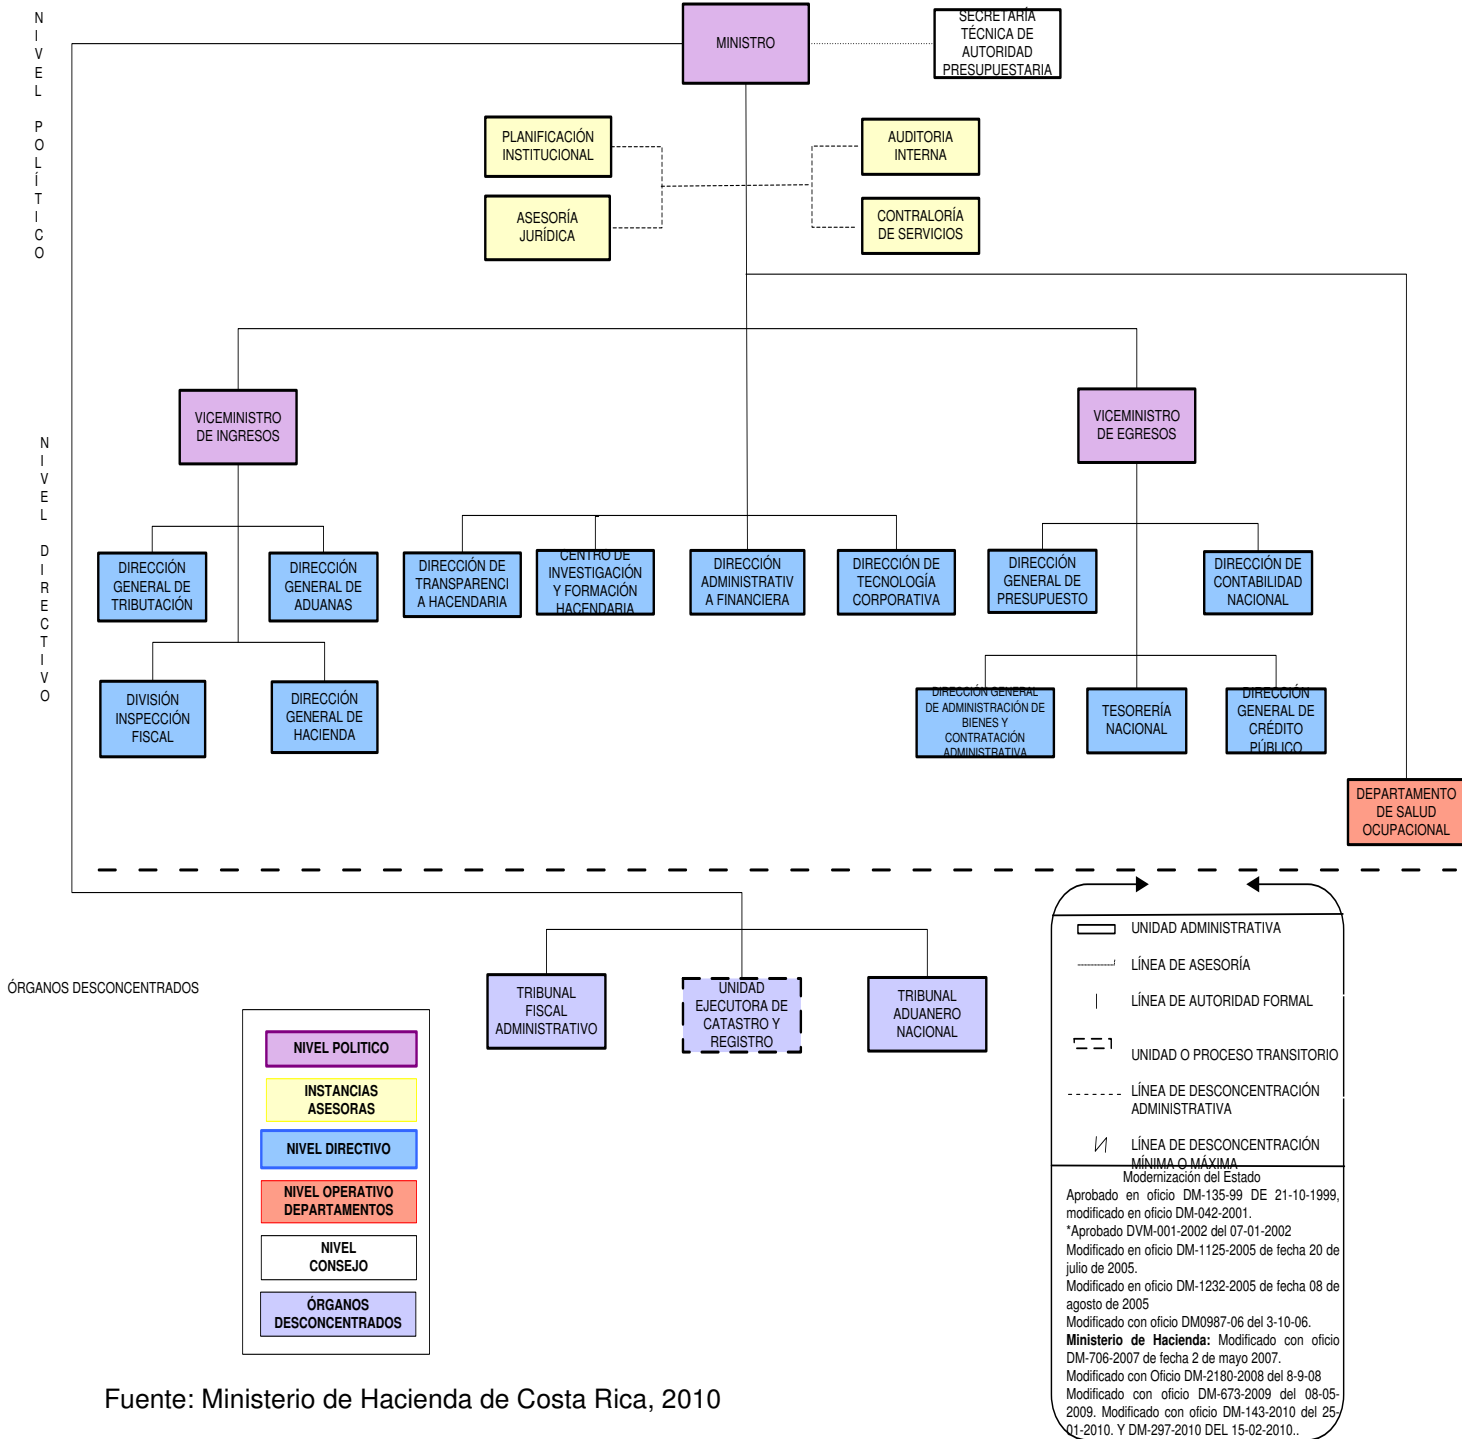 NIVEL POLÍTICO
MINISTRO
SECRETARÍA
TÉCNICA DE
AUTORIDAD
PRESUPUESTARIA
PLANIFICACIÓN
INSTITUCIONAL
AUDITORIA
INTERNA
ASESORÍA
JURÍDICA
CONTRALORÍA
DE SERVICIOS
NIVEL DIRECTIVO
VICEMINISTRO
DE INGRESOS
VICEMINISTRO
DE EGRESOS
DIRECCIÓN
GENERAL DE
TRIBUTACIÓN
DIRECCIÓN
GENERAL DE
ADUANAS
DIRECCIÓN DE
TRANSPARENCI
A HACENDARIA
CENTRO DE
INVESTIGACIÓN
Y FORMACIÓN
HACENDARIA
DIRECCIÓN
ADMINISTRATIV
A FINANCIERA
DIRECCIÓN DE
TECNOLOGÍA
CORPORATIVA
DIRECCIÓN
GENERAL DE
PRESUPUESTO
DIRECCIÓN DE
CONTABILIDAD
NACIONAL
DIVISIÓN
INSPECCIÓN
FISCAL
DIRECCIÓN
GENERAL DE
HACIENDA
DIRECCIÓN GENERAL
DE ADMINISTRACIÓN DE
BIENES Y
CONTRATACIÓN
ADMINISTRATIVA
TESORERÍA
NACIONAL
DIRECCIÓN
GENERAL DE
CRÉDITO
PÚBLICO
DEPARTAMENTO
DE SALUD
OCUPACIONAL
ÓRGANOS DESCONCENTRADOS
TRIBUNAL
FISCAL
ADMINISTRATIVO
UNIDAD
EJECUTORA DE
CATASTRO Y
REGISTRO
TRIBUNAL
ADUANERO
NACIONAL
NIVEL POLITICO
INSTANCIAS
ASESORAS
NIVEL DIRECTIVO
NIVEL OPERATIVO
DEPARTAMENTOS
NIVEL
CONSEJO
ÓRGANOS
DESCONCENTRADOS
UNIDAD ADMINISTRATIVA
LÍNEA DE ASESORÍA
LÍNEA DE AUTORIDAD FORMAL
UNIDAD O PROCESO TRANSITORIO
LÍNEA DE DESCONCENTRACIÓN
ADMINISTRATIVA
LÍNEA DE DESCONCENTRACIÓN
MÍNIMA O MÁXIMA
Modernización del Estado
Aprobado en oficio DM-135-99 DE 21-10-1999,
modificado en oficio DM-042-2001.
*Aprobado DVM-001-2002 del 07-01-2002
Modificado en oficio DM-1125-2005 de fecha 20 de
julio de 2005.
Modificado en oficio DM-1232-2005 de fecha 08 de
agosto de 2005
Modificado con oficio DM0987-06 del 3-10-06.
Ministerio de Hacienda: Modificado con oficio
DM-706-2007 de fecha 2 de mayo 2007.
Modificado con Oficio DM-2180-2008 del 8-9-08
Modificado con oficio DM-673-2009 del 08-05-
2009. Modificado con oficio DM-143-2010 del 25-
01-2010. Y DM-297-2010 DEL 15-02-2010..
Fuente: Ministerio de Hacienda de Costa Rica, 2010